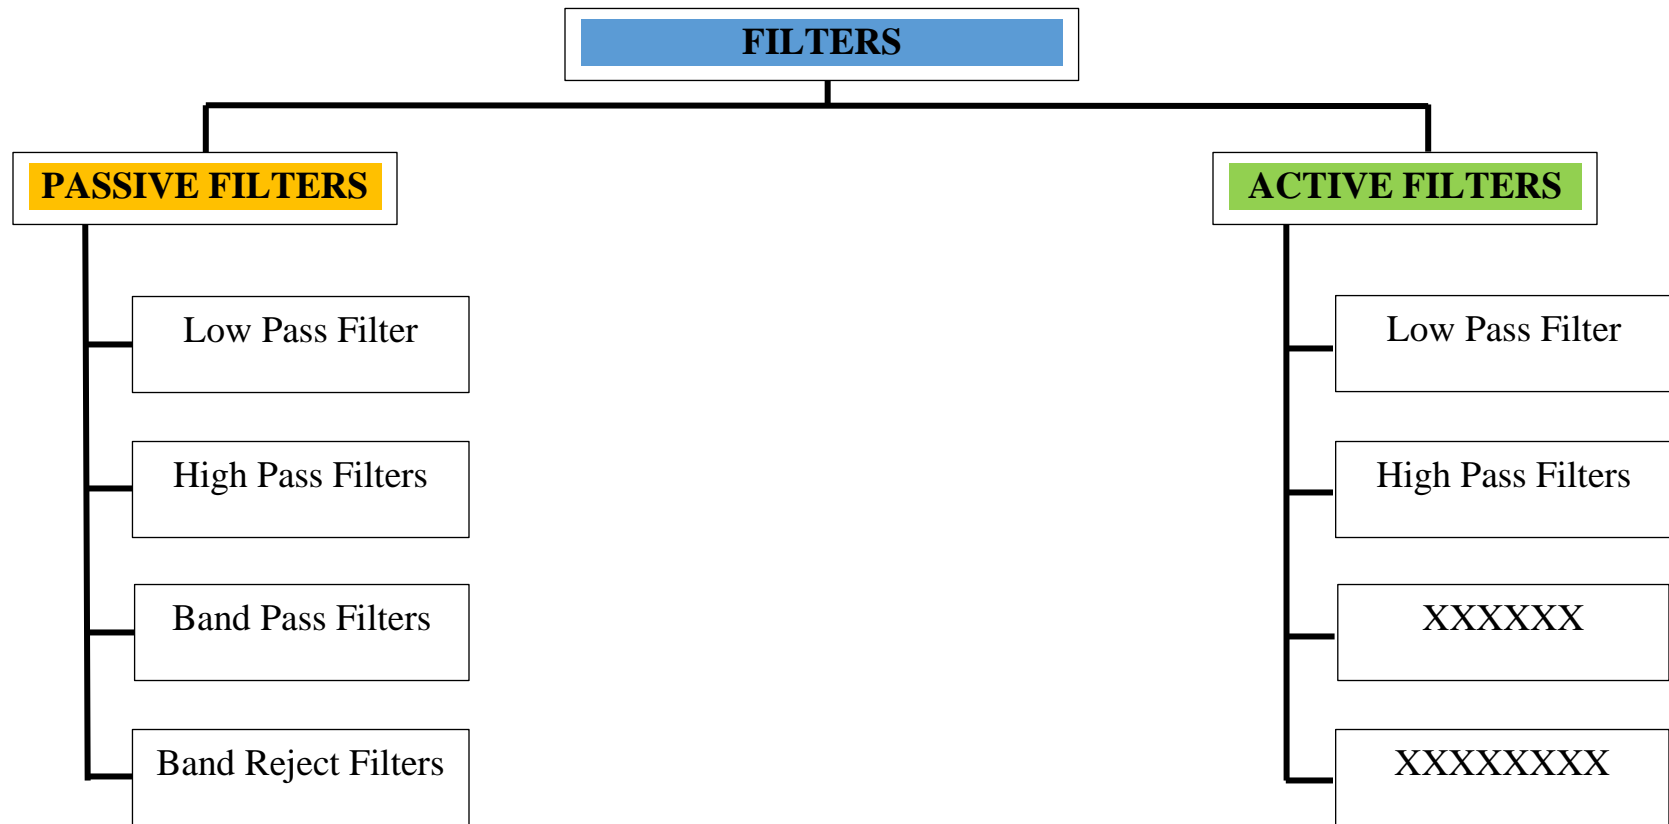 FILTERS
PASSIVE FILTERS
ACTIVE FILTERS
Low Pass Filter
High Pass Filters
Band Pass Filters
Band Reject Filters
Low Pass Filter
High Pass Filters
XXXXXX
XXXXXXXX